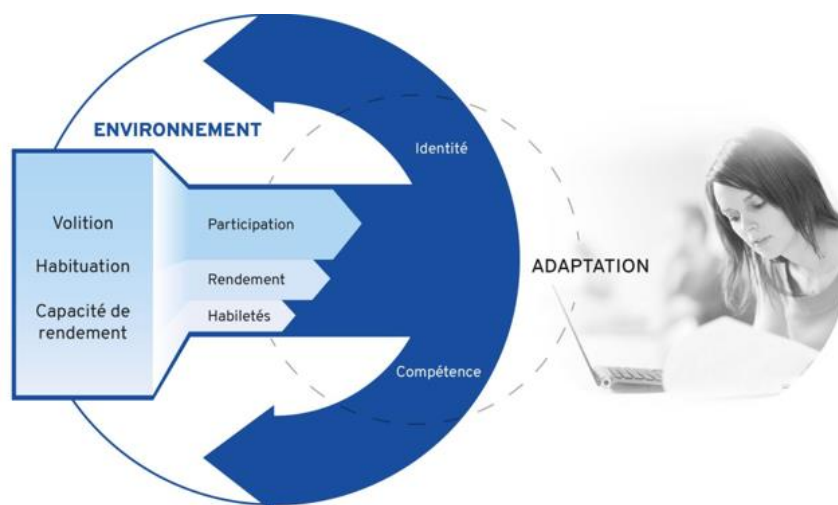 ENVIRONNEMENT
Identité
Volition
Habituation
Capacité de
rendement
Participation
Rendement
Habiletés
ADAPTATION
Compétence